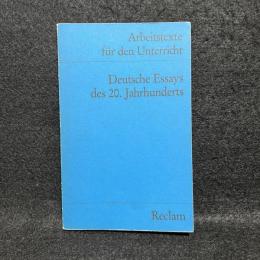 Arbeitstexte
für den Unterricht
Deutsche Essays
des 20. Jahrhunderts
Reclam